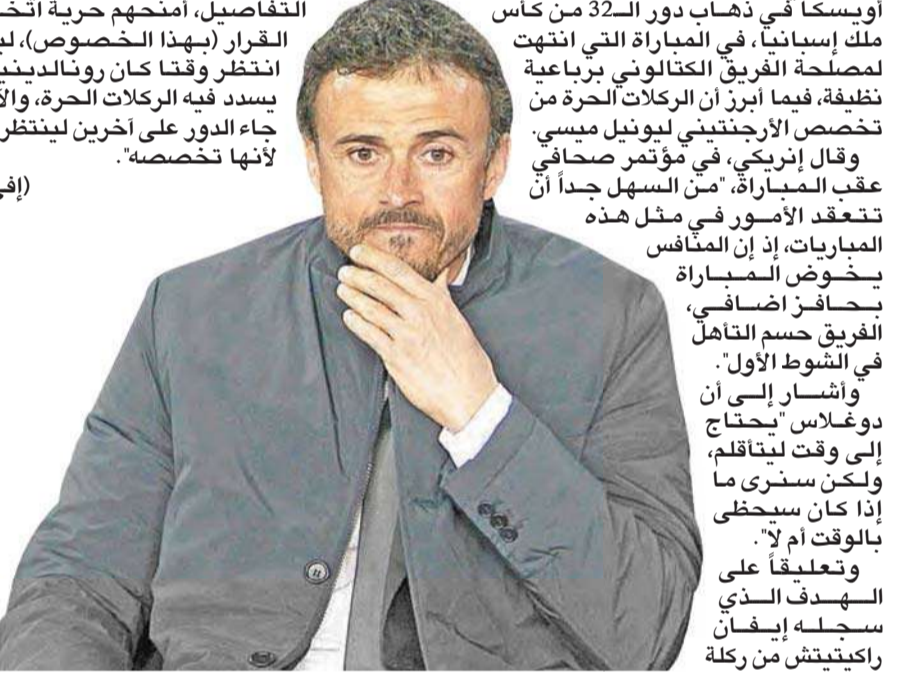 أويسكا في ذهاب دور الــ32 من كأس
ملك إسبانيا، في المباراة التي انتهت
لمصلحة الفريق الكتالوني برباعية
نظيفة، فيما أبرز أن الركلات الحرة من
تخصص الأرجنتيني ليونيل ميسي.
وقال إنريكي، في مؤتمر صحافي
عقب المباراة، "من السهل جداً أن
تتعقد الأمور في مثل هذه
المباريات، إذ إن المنافس
يخوض المباراة
بحافز اضافي،
الفريق حسم التأهل
في الشوط الأول".
وأشار إلى أن
دوغلاس "يحتاج
إلى وقت ليتأقلم،
ولكن سنرى ما
إذا كان سيحظى
بالوقت أم لا".
وتعليقاً على
الهدف الذي
سجله إيفان
راكيتيتش من ركلة
التفاصيل، أمنحهم حرية
القرار (بهذا الخصوص)،
انتظر وقتا كان
يسدد فيه الركلات الحرة،
جاء الدور على آخرين لينتظر
لأنها تخصصه".